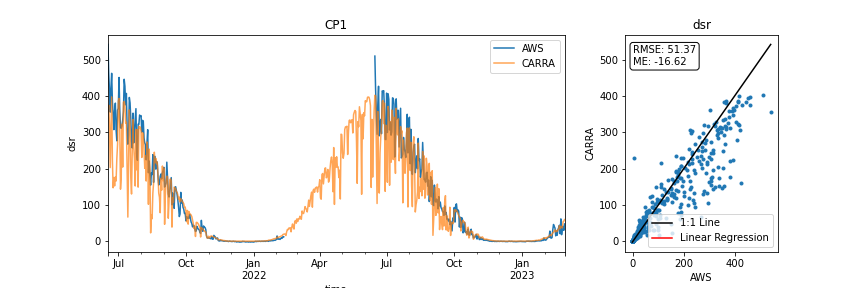 CP1
dsr
500
400
300
200
100
0
AWS
CARRA
Jul
Oct
Jan
2022
Apr
Jul
Oct
Jan
2023
time
dsr
CARRA
500
400
300
200
100
0
RMSE: 51.37
ME: -16.62
1:1 Line
Linear Regression
0
200
400
AWS